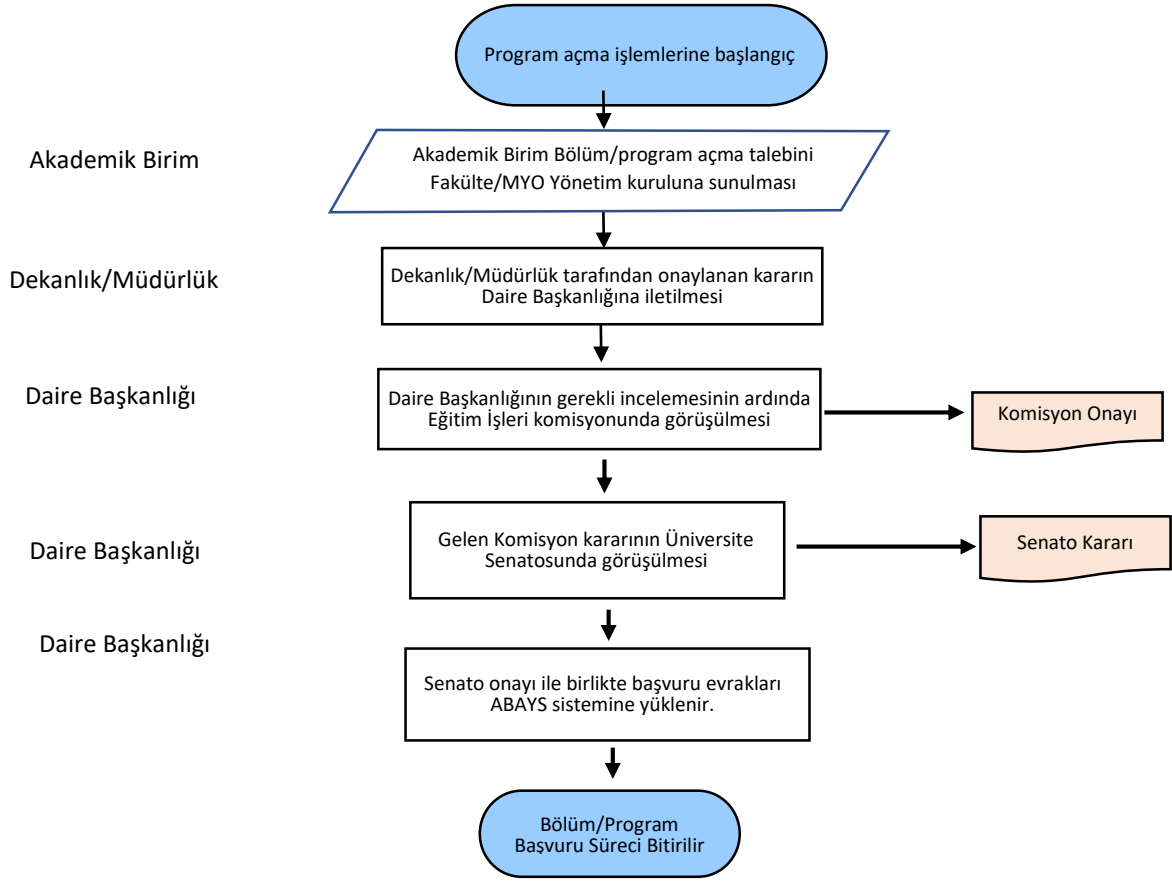 Program açma işlemlerine başlangıç
Akademik Birim
Akademik Birim Bölüm/program açma talebini
Fakülte/MYO Yönetim kuruluna sunulması
Dekanlık/Müdürlük
Dekanlık/Müdürlük tarafından onaylanan kararın
Daire Başkanlığına iletilmesi
Daire Başkanlığı
Daire Başkanlığının gerekli incelemesinin ardında
Eğitim İşleri komisyonunda görüşülmesi
Komisyon Onayı
Daire Başkanlığı
Gelen Komisyon kararının Üniversite
Senatosunda görüşülmesi
Senato Kararı
Daire Başkanlığı
Senato onayı ile birlikte başvuru evrakları
ABAYS sistemine yüklenir.
Bölüm/Program
Başvuru Süreci Bitirilir